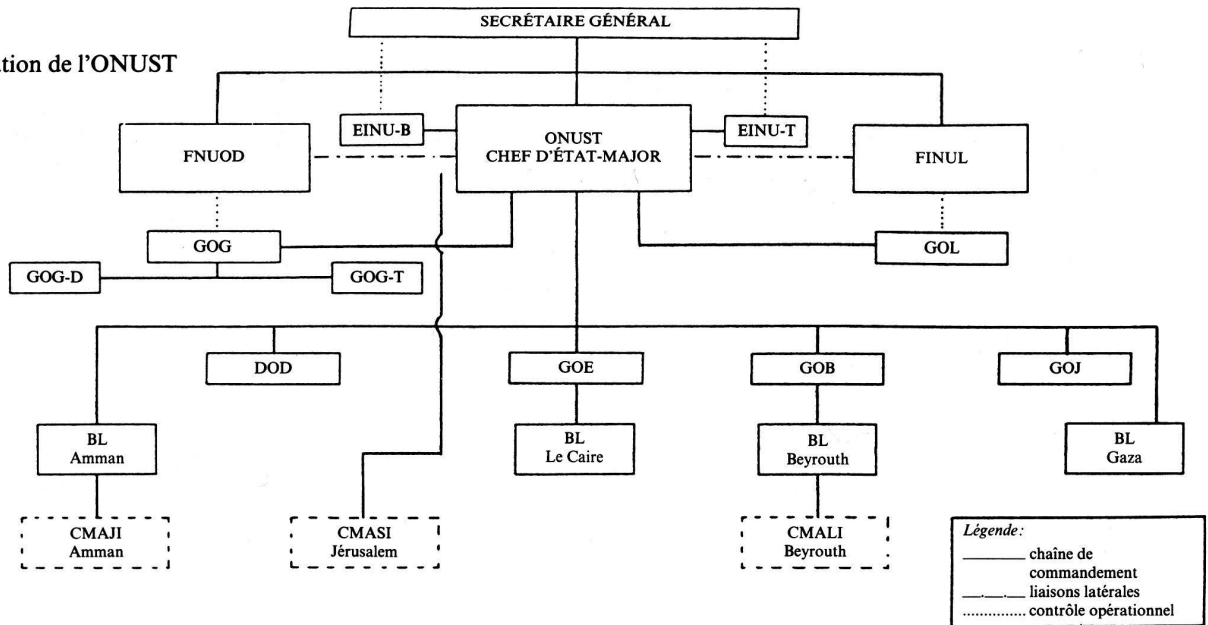 SECRÉTAIRE GÉNÉRAL
de l'ONUST
EINU-B
ONUST
CHEF D'ÉTAT-MAJOR
EINU-T
FNUOD
FINUL
GOG
GOL
GOG-D
GOG-T
DOD
GOE
GOB
GOJ
BL
Amman
BL
Le Caire
BL
Beyrouth
BL
Gaza
CMAJI
Amman
CMASI
Jérusalem
CMALI
Beyrouth
Légende:
chaîne de
commandement
liaisons latérales
contrôle opérationnel